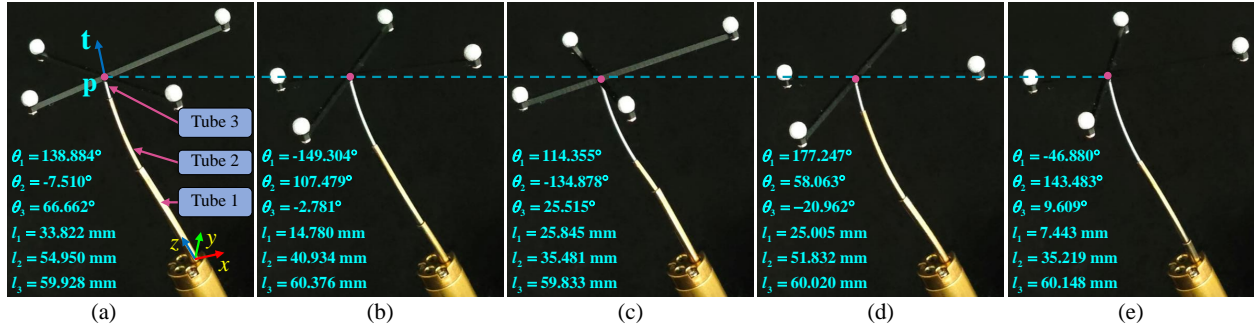 t
p
Tube 3
Tube 2
Tube 1
z
y
x
θ₁ = 138.884°
θ₂ = -7.510°
θ₃ = 66.662°
l₁ = 33.822 mm
l₂ = 54.950 mm
l₃ = 59.928 mm
(a)
θ₁ = -149.304°
θ₂ = 107.479°
θ₃ = -2.781°
l₁ = 14.780 mm
l₂ = 40.934 mm
l₃ = 60.376 mm
(b)
θ₁ = 114.355°
θ₂ = -134.878°
θ₃ = 25.515°
l₁ = 25.845 mm
l₂ = 35.481 mm
l₃ = 59.833 mm
(c)
θ₁ = 177.247°
θ₂ = 58.063°
θ₃ = −20.962°
l₁ = 25.005 mm
l₂ = 51.832 mm
l₃ = 60.020 mm
(d)
θ₁ = -46.880°
θ₂ = 143.483°
θ₃ = 9.609°
l₁ = 7.443 mm
l₂ = 35.219 mm
l₃ = 60.148 mm
(e)